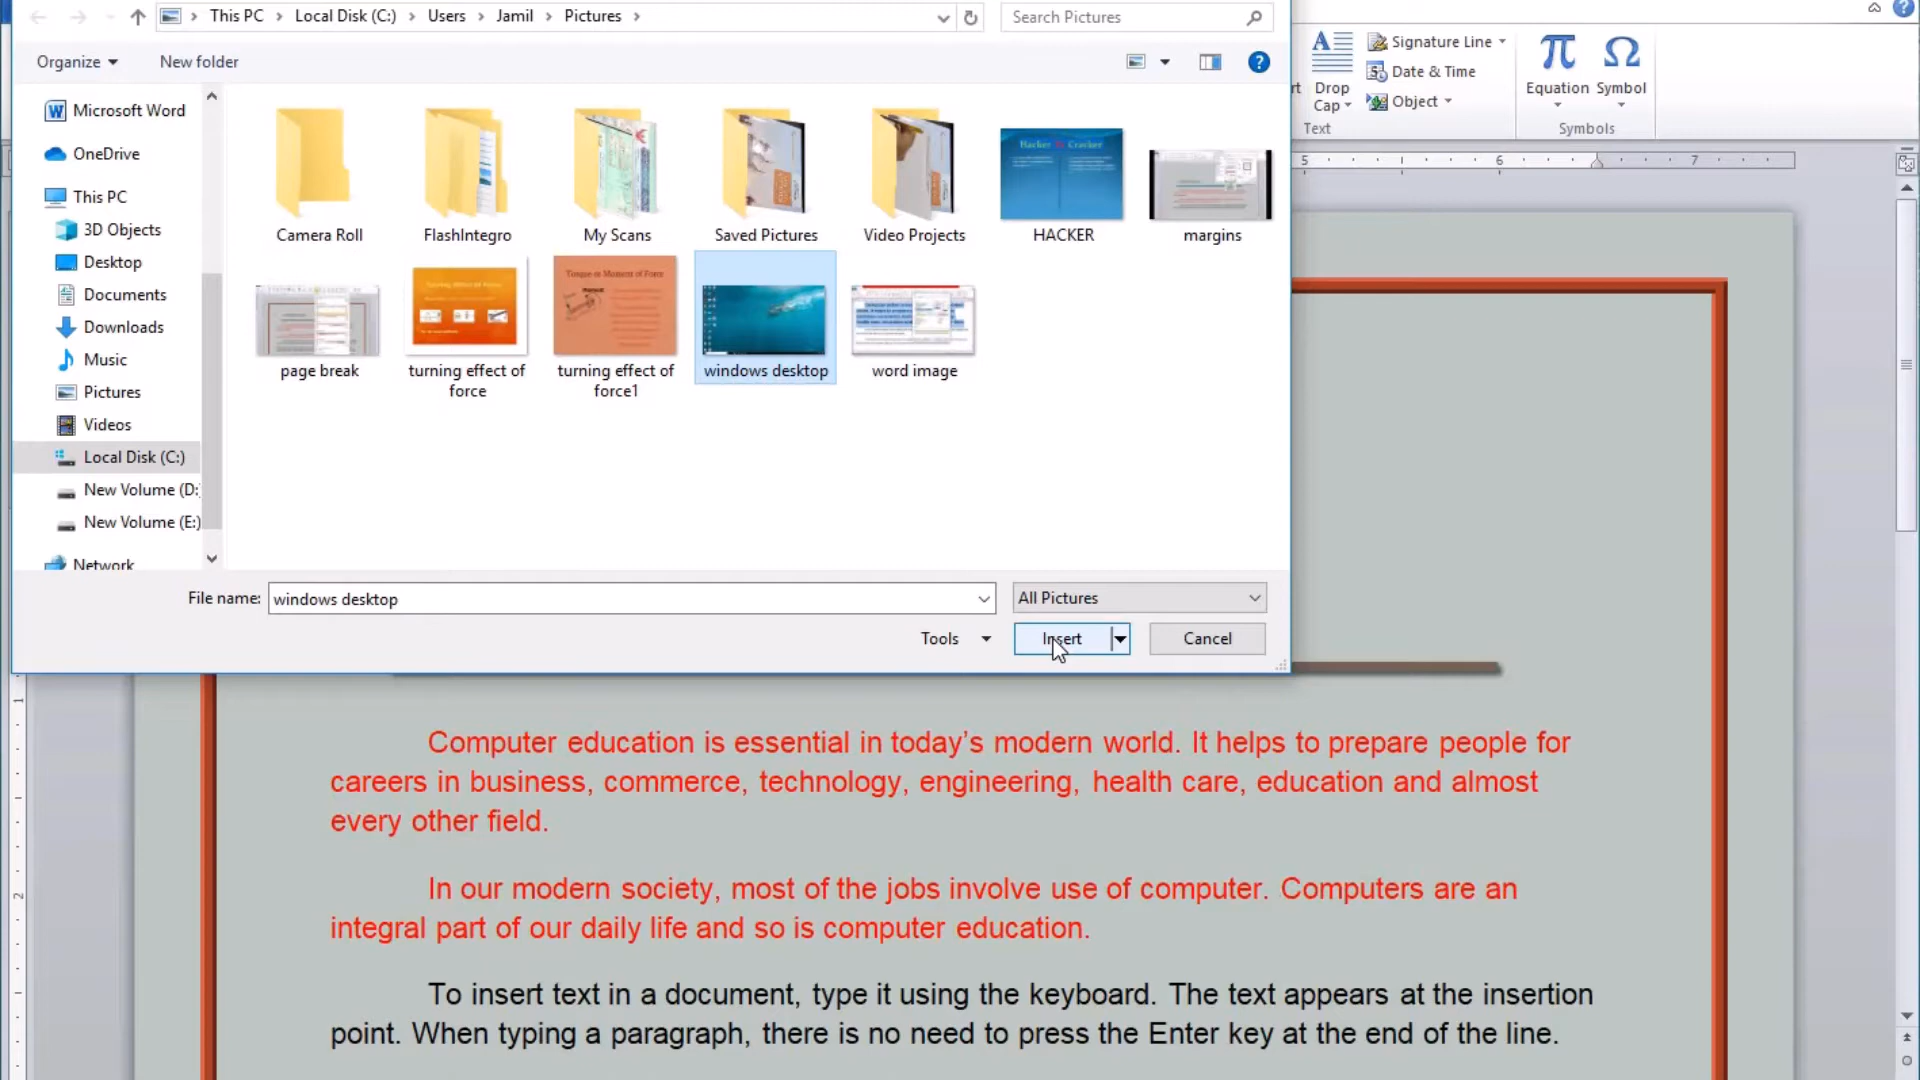 This PC > Local Disk (C:) > Users > Jamil > Pictures >
Search Pictures
Organize
New folder
Microsoft Word
OneDrive
This PC
3D Objects
Desktop
Documents
Downloads
Music
Pictures
Videos
Local Disk (C:)
New Volume (D:
New Volume (E:)
Network
Camera Roll
FlashIntegro
My Scans
Saved Pictures
Video Projects
HACKER
margins
page break
turning effect of
force
turning effect of
force1
windows desktop
word image
File name:
windows desktop
All Pictures
Tools
Insert
Cancel
Drop
Cap
Signature Line
Date & Time
Object
Text
Equation
Symbol
Symbols
5 6 7
1
2
Computer education is essential in today’s modern world. It helps to prepare people for
careers in business, commerce, technology, engineering, health care, education and almost
every other field.
In our modern society, most of the jobs involve use of computer. Computers are an
integral part of our daily life and so is computer education.
To insert text in a document, type it using the keyboard. The text appears at the insertion
point. When typing a paragraph, there is no need to press the Enter key at the end of the line.